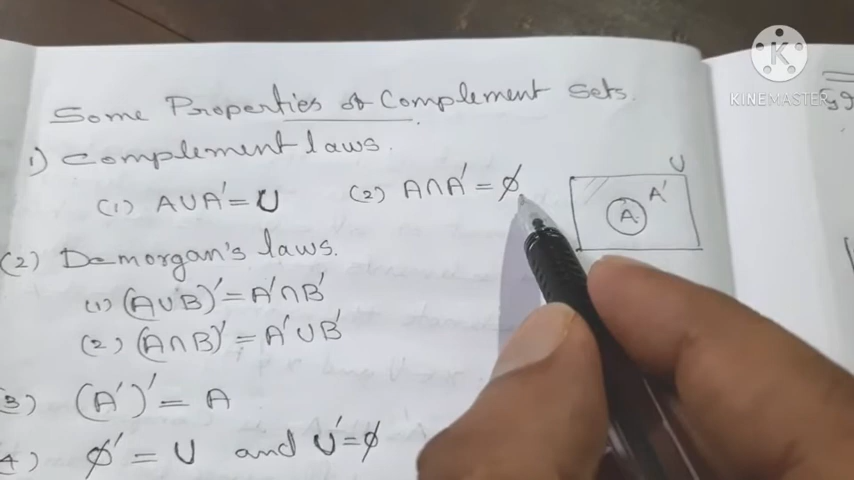 Some Properties of Complement Sets.
1) Complement laws.
(1) A∪A′ = U (2) A∩A′ = ϕ
(2) Demorgan's laws.
(1) (A∪B)′ = A′∩B′
(2) (A∩B)′ = A′∪B′
3) (A′)′ = A
4) ϕ′ = U and U′ = ϕ
U
A′
A
K
KINEMASTER